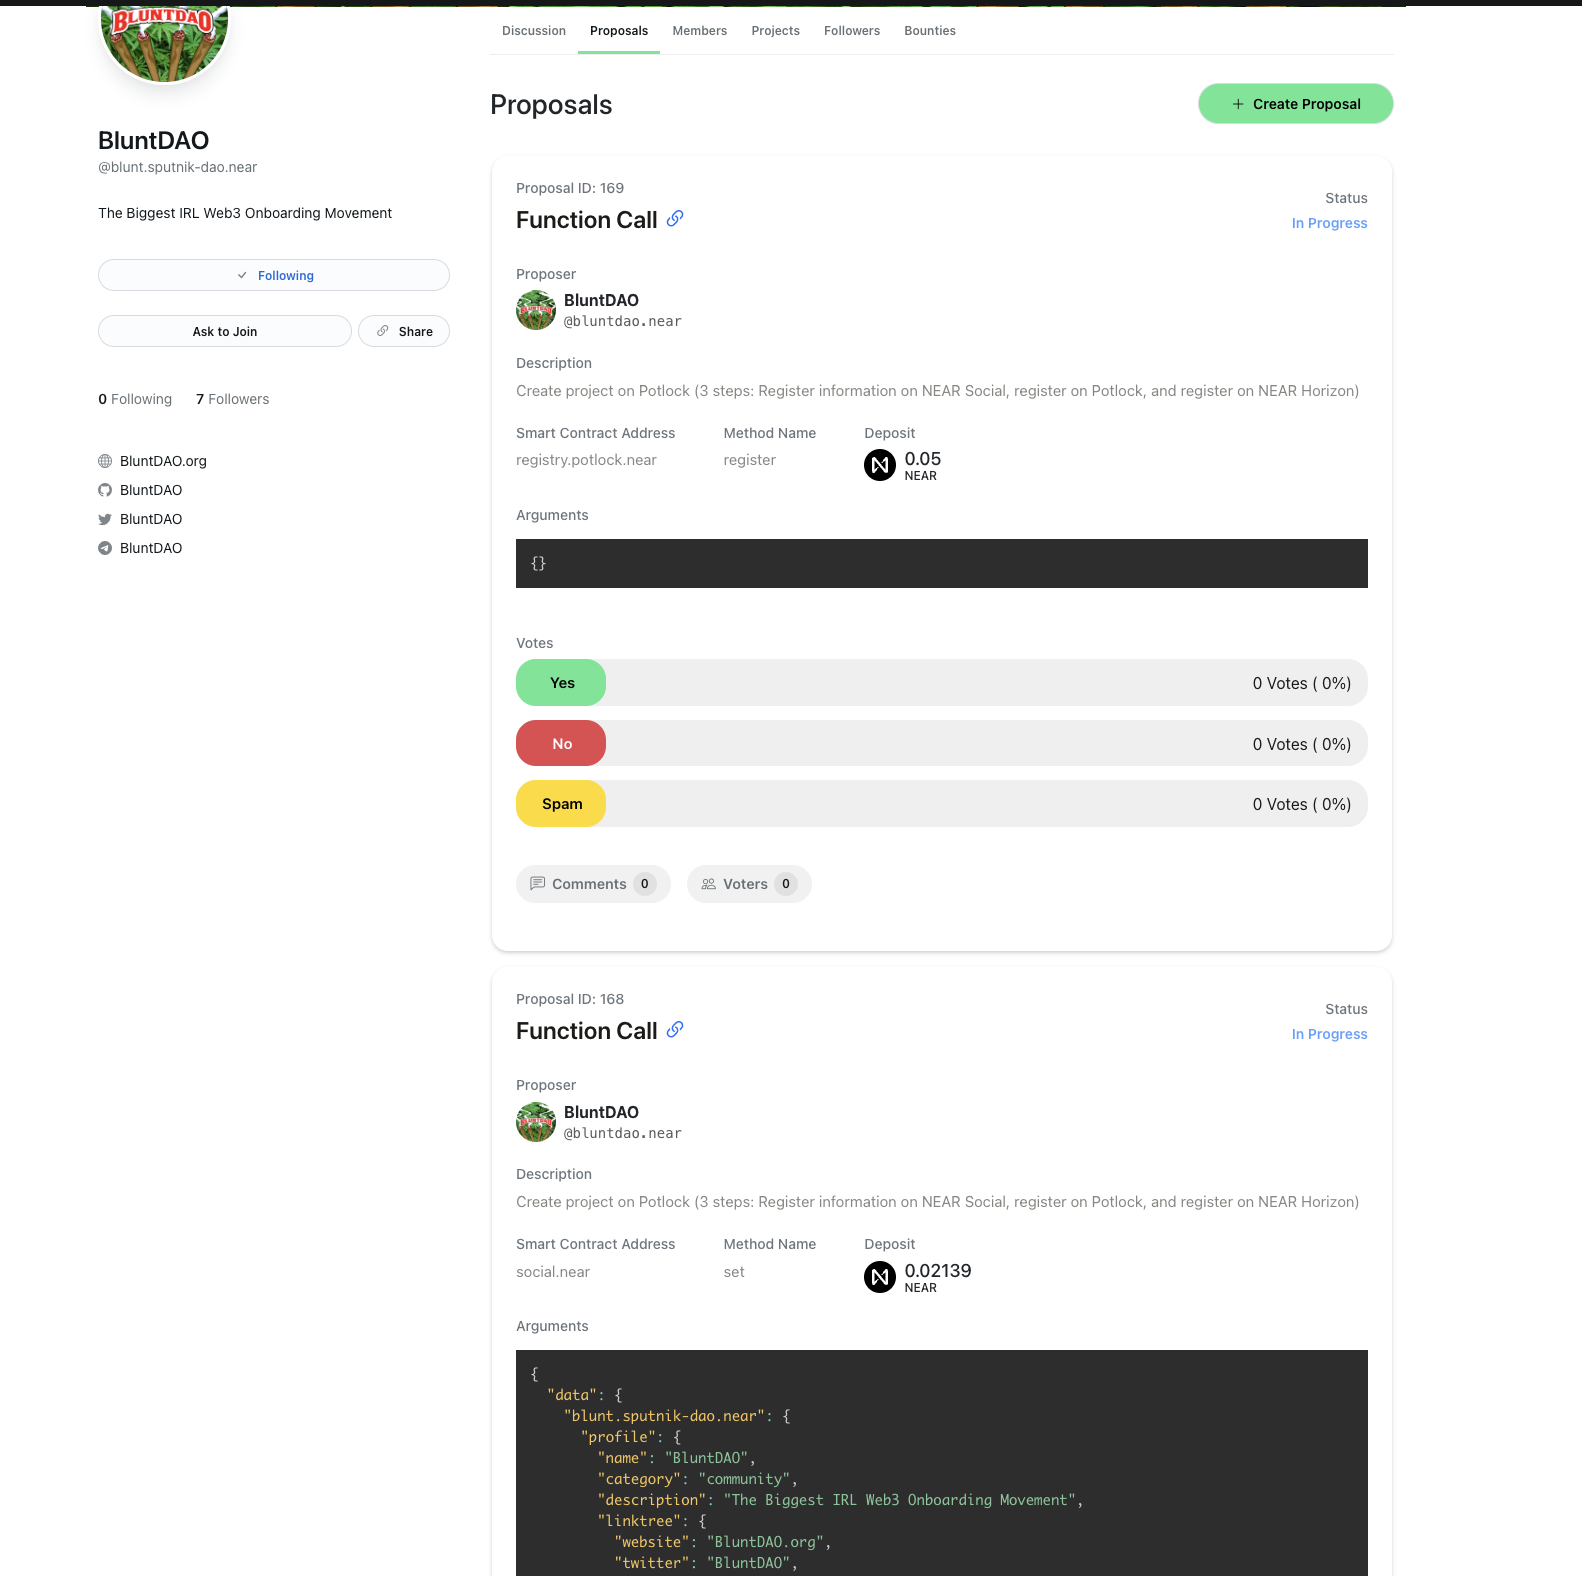 BLUNTDAO
BluntDAO
@blunt.sputnik-dao.near
The Biggest IRL Web3 Onboarding Movement
Following
Ask to Join
Share
0 Following 7 Followers
BluntDAO.org
BluntDAO
BluntDAO
BluntDAO
Discussion Proposals Members Projects Followers Bounties
Proposals
+ Create Proposal
Proposal ID: 169
Function Call
Status
In Progress
Proposer
BluntDAO
@bluntdao.near
Description
Create project on Potlock (3 steps: Register information on NEAR Social, register on Potlock, and register on NEAR Horizon)
Smart Contract Address Method Name Deposit
registry.potlock.near register 0.05
NEAR
Arguments
{}
Votes
Yes 0 Votes ( 0%)
No 0 Votes ( 0%)
Spam 0 Votes ( 0%)
Comments 0 Voters 0
Proposal ID: 168
Function Call
Status
In Progress
Proposer
BluntDAO
@bluntdao.near
Description
Create project on Potlock (3 steps: Register information on NEAR Social, register on Potlock, and register on NEAR Horizon)
Smart Contract Address Method Name Deposit
social.near set 0.02139
NEAR
Arguments
{
"data": {
"blunt.sputnik-dao.near": {
"profile": {
"name": "BluntDAO",
"category": "community",
"description": "The Biggest IRL Web3 Onboarding Movement",
"linktree": {
"website": "BluntDAO.org",
"twitter": "BluntDAO",